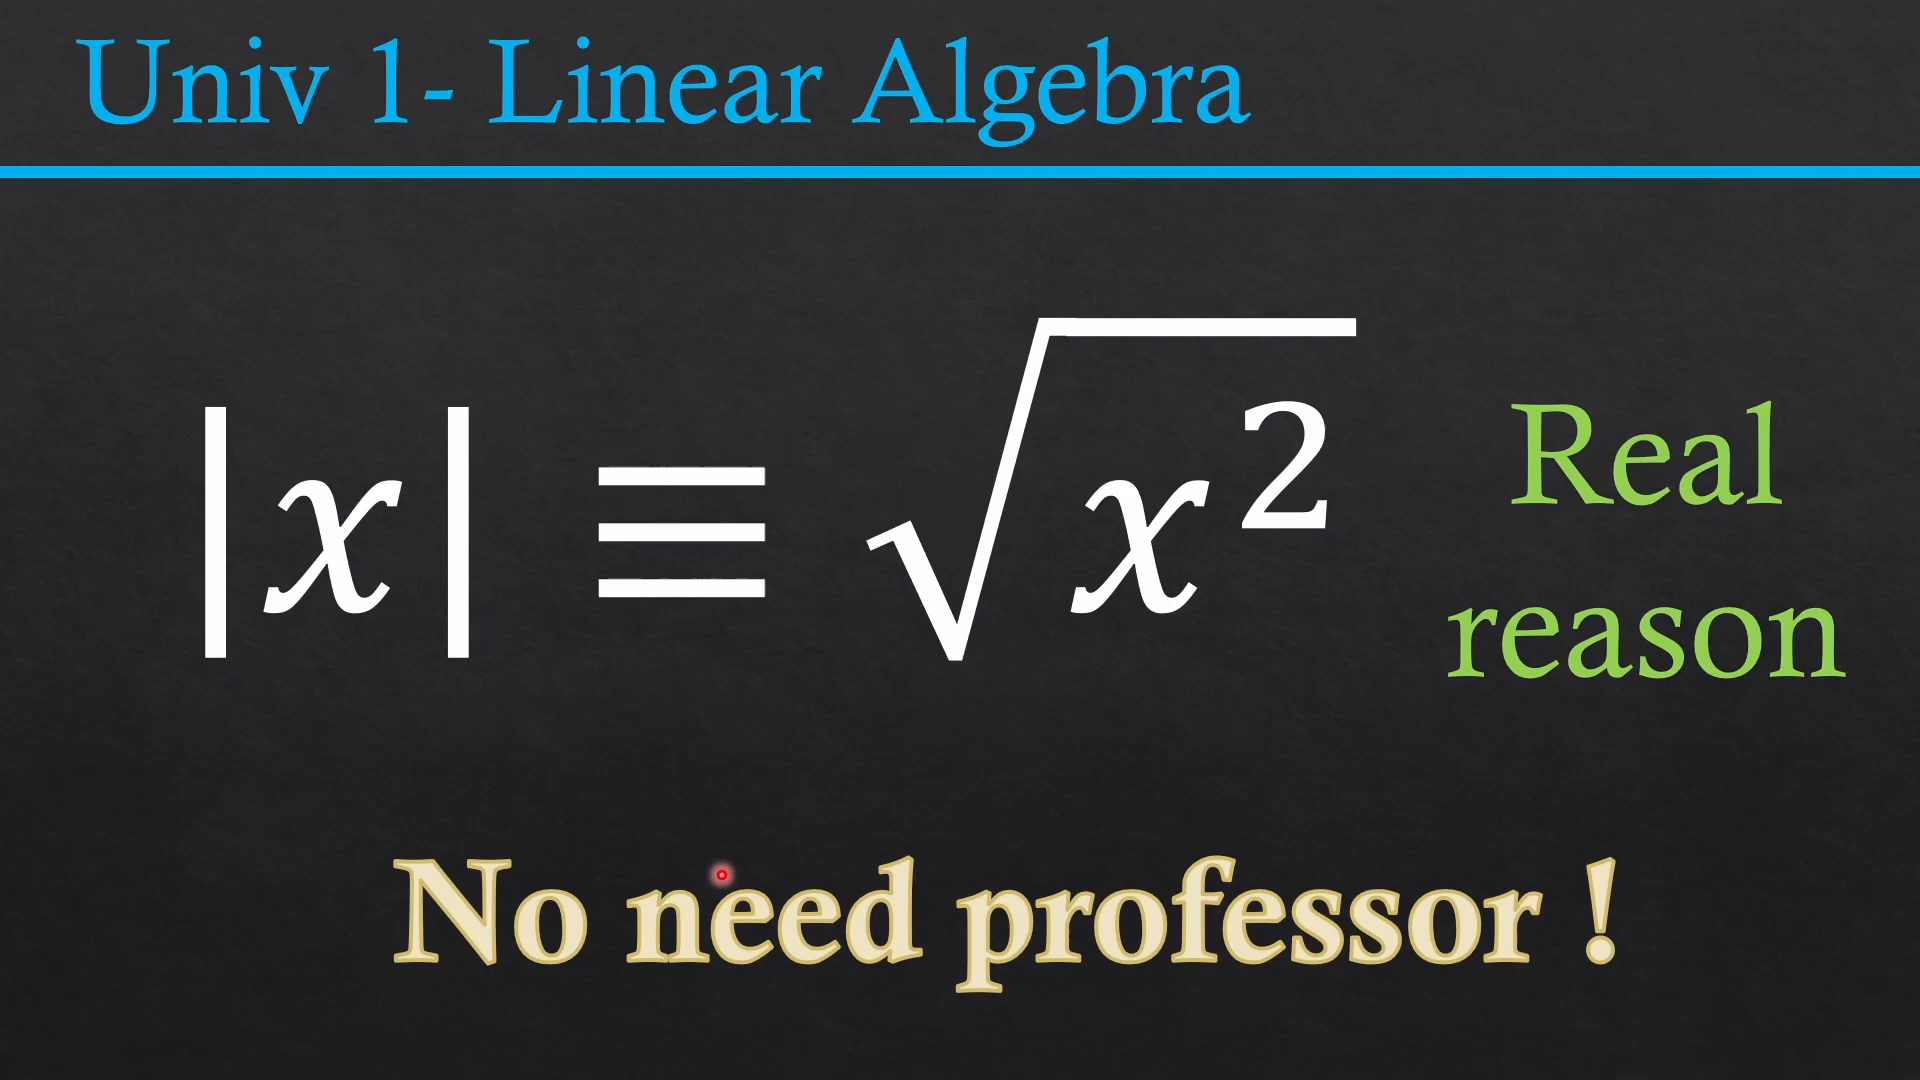 Univ 1- Linear Algebra
|x| ≡ √x²
Real
reason
No need professor !